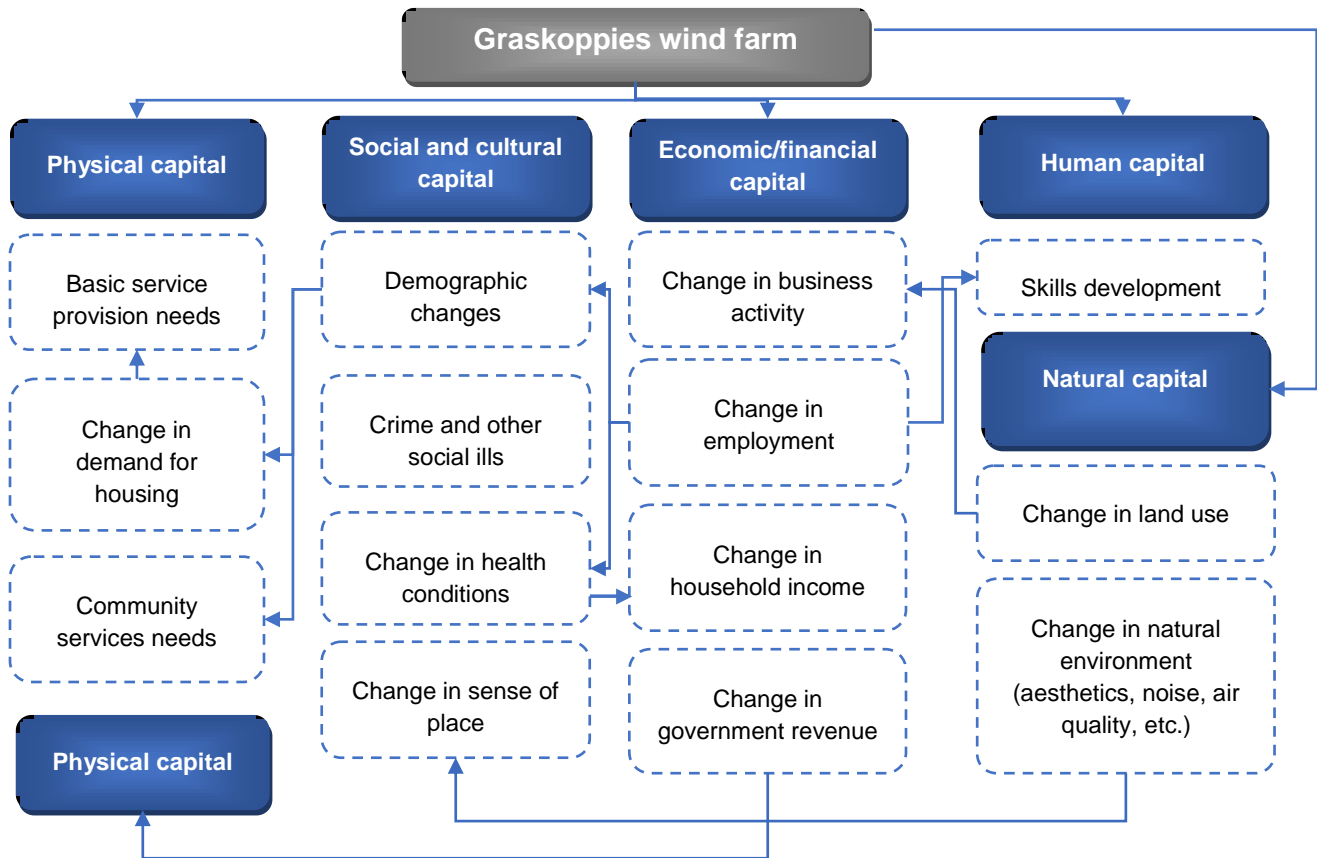 Graskoppies wind farm
Physical capital
Social and cultural
capital
Economic/financial
capital
Human capital
Basic service
provision needs
Demographic
changes
Change in business
activity
Skills development
Change in
demand for
housing
Crime and other
social ills
Change in
employment
Natural capital
Community
services needs
Change in health
conditions
Change in
household income
Change in land use
Physical capital
Change in sense of
place
Change in
government revenue
Change in natural
environment
(aesthetics, noise, air
quality, etc.)